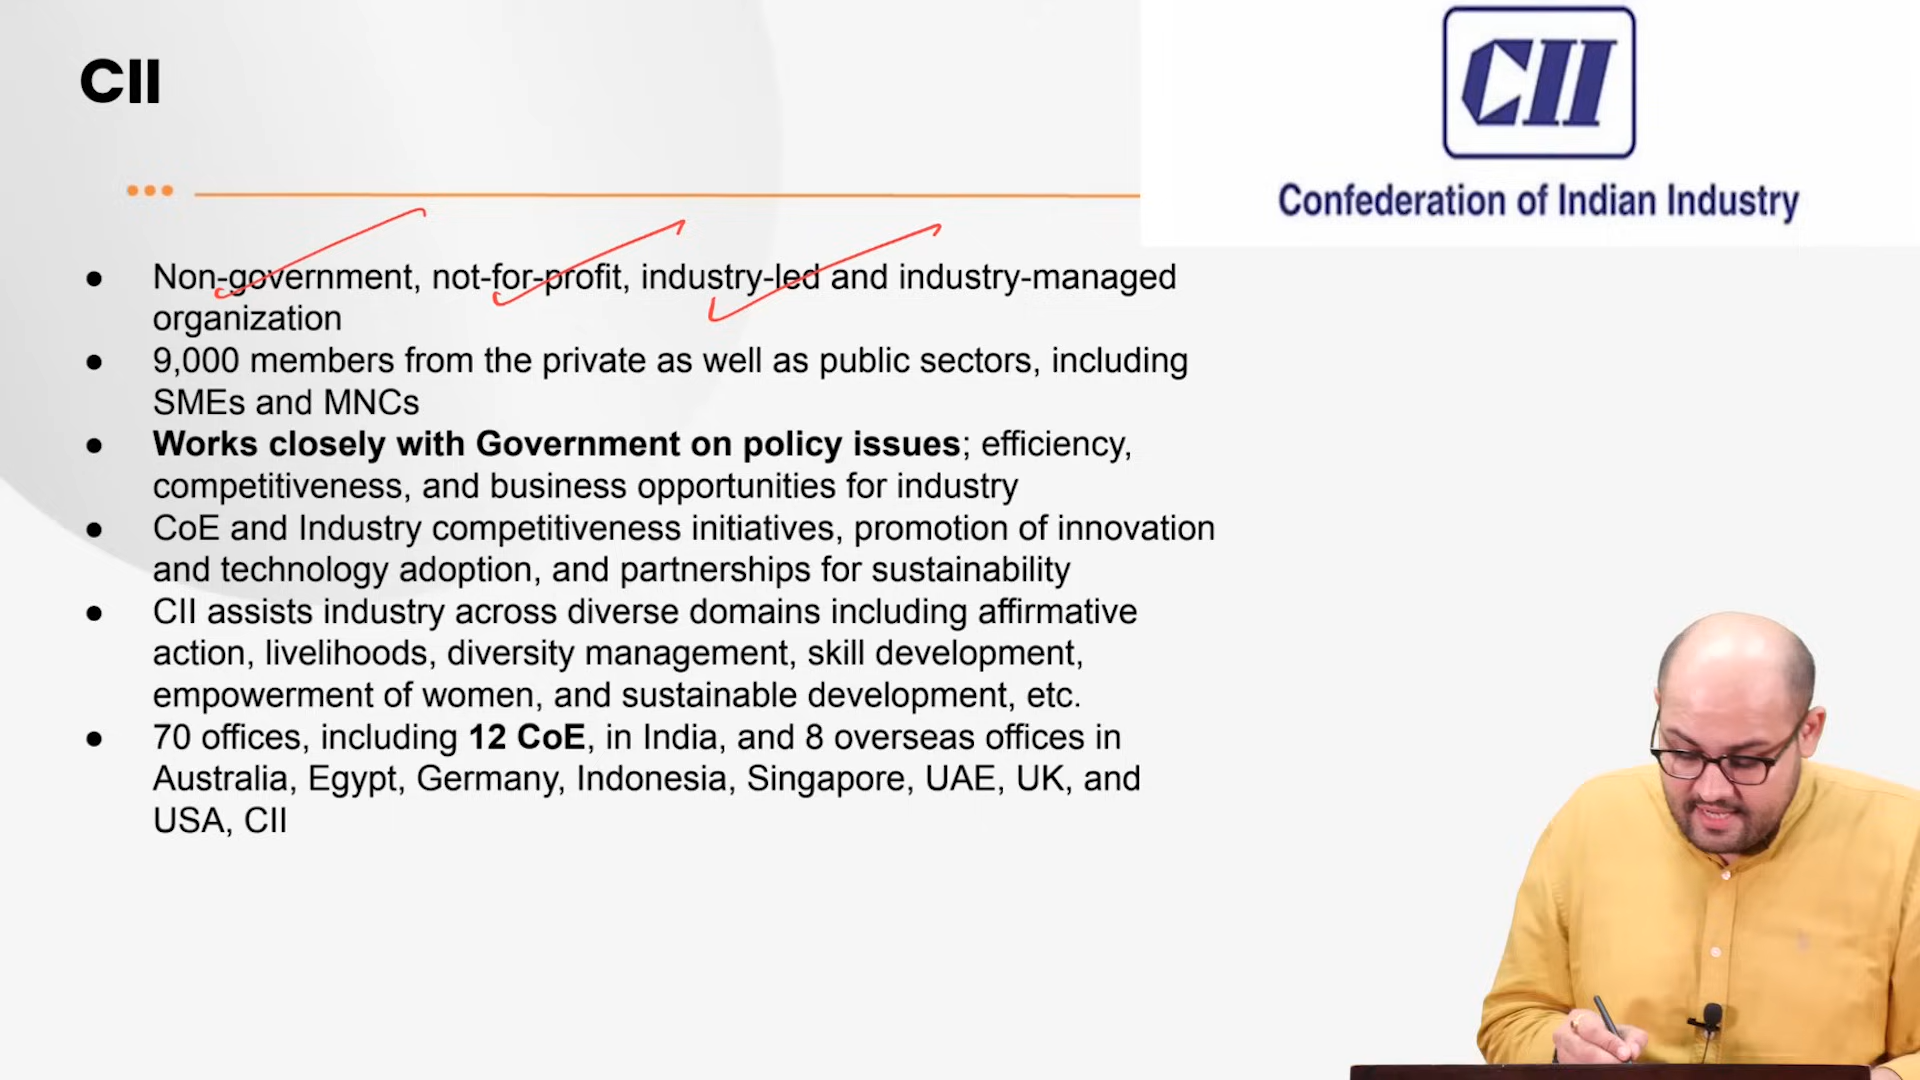 CII
CII
Confederation of Indian Industry
● Non-government, not-for-profit, industry-led and industry-managed
organization
● 9,000 members from the private as well as public sectors, including
SMEs and MNCs
● Works closely with Government on policy issues; efficiency,
competitiveness, and business opportunities for industry
● CoE and Industry competitiveness initiatives, promotion of innovation
and technology adoption, and partnerships for sustainability
● CII assists industry across diverse domains including affirmative
action, livelihoods, diversity management, skill development,
empowerment of women, and sustainable development, etc.
● 70 offices, including 12 CoE, in India, and 8 overseas offices in
Australia, Egypt, Germany, Indonesia, Singapore, UAE, UK, and
USA, CII